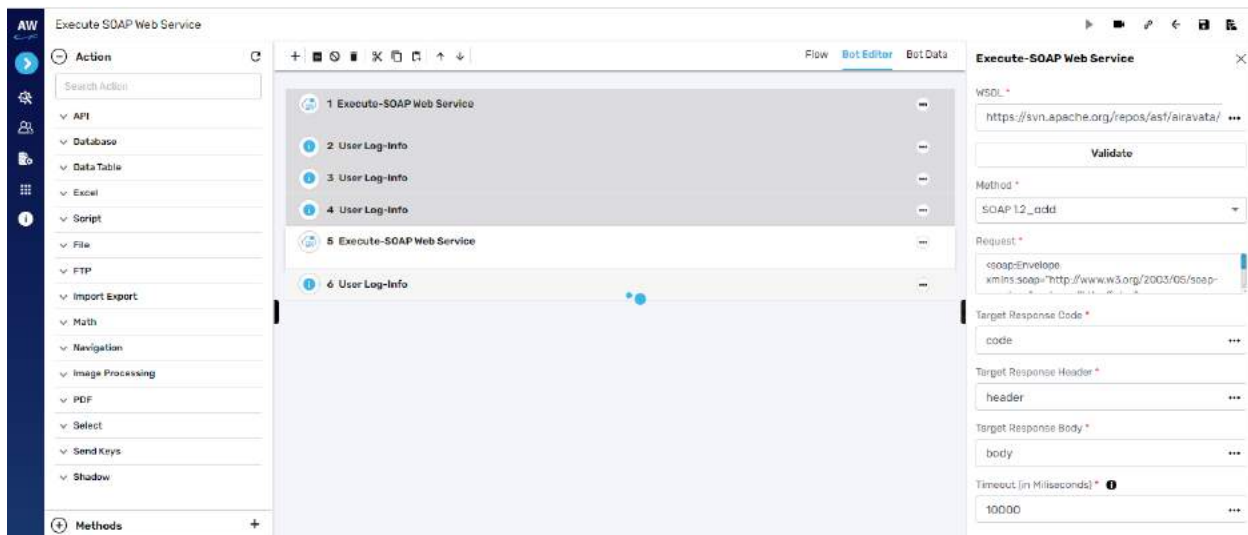 AW
Execute SOAP Web Service
Action
Search Action
API
Database
Data Table
Excel
Script
File
FTP
Import Export
Math
Navigation
Image Processing
PDF
Select
Send Keys
Shadow
Methods
Flow Bot Editor Bot Data
1 Execute-SOAP Web Service
2 User Log-Info
3 User Log-Info
4 User Log-Info
5 Execute-SOAP Web Service
6 User Log-Info
Execute-SOAP Web Service
WSDL *
https://svn.apache.org/repos/asf/airavata/
Validate
Method *
SOAP 1.2_add
Request *
<soap:Envelope
xmlns:soap="http://www.w3.org/2003/05/soap-
Target Response Code *
code
Target Response Header *
header
Target Response Body *
body
Timeout (in Miliseconds) *
10000